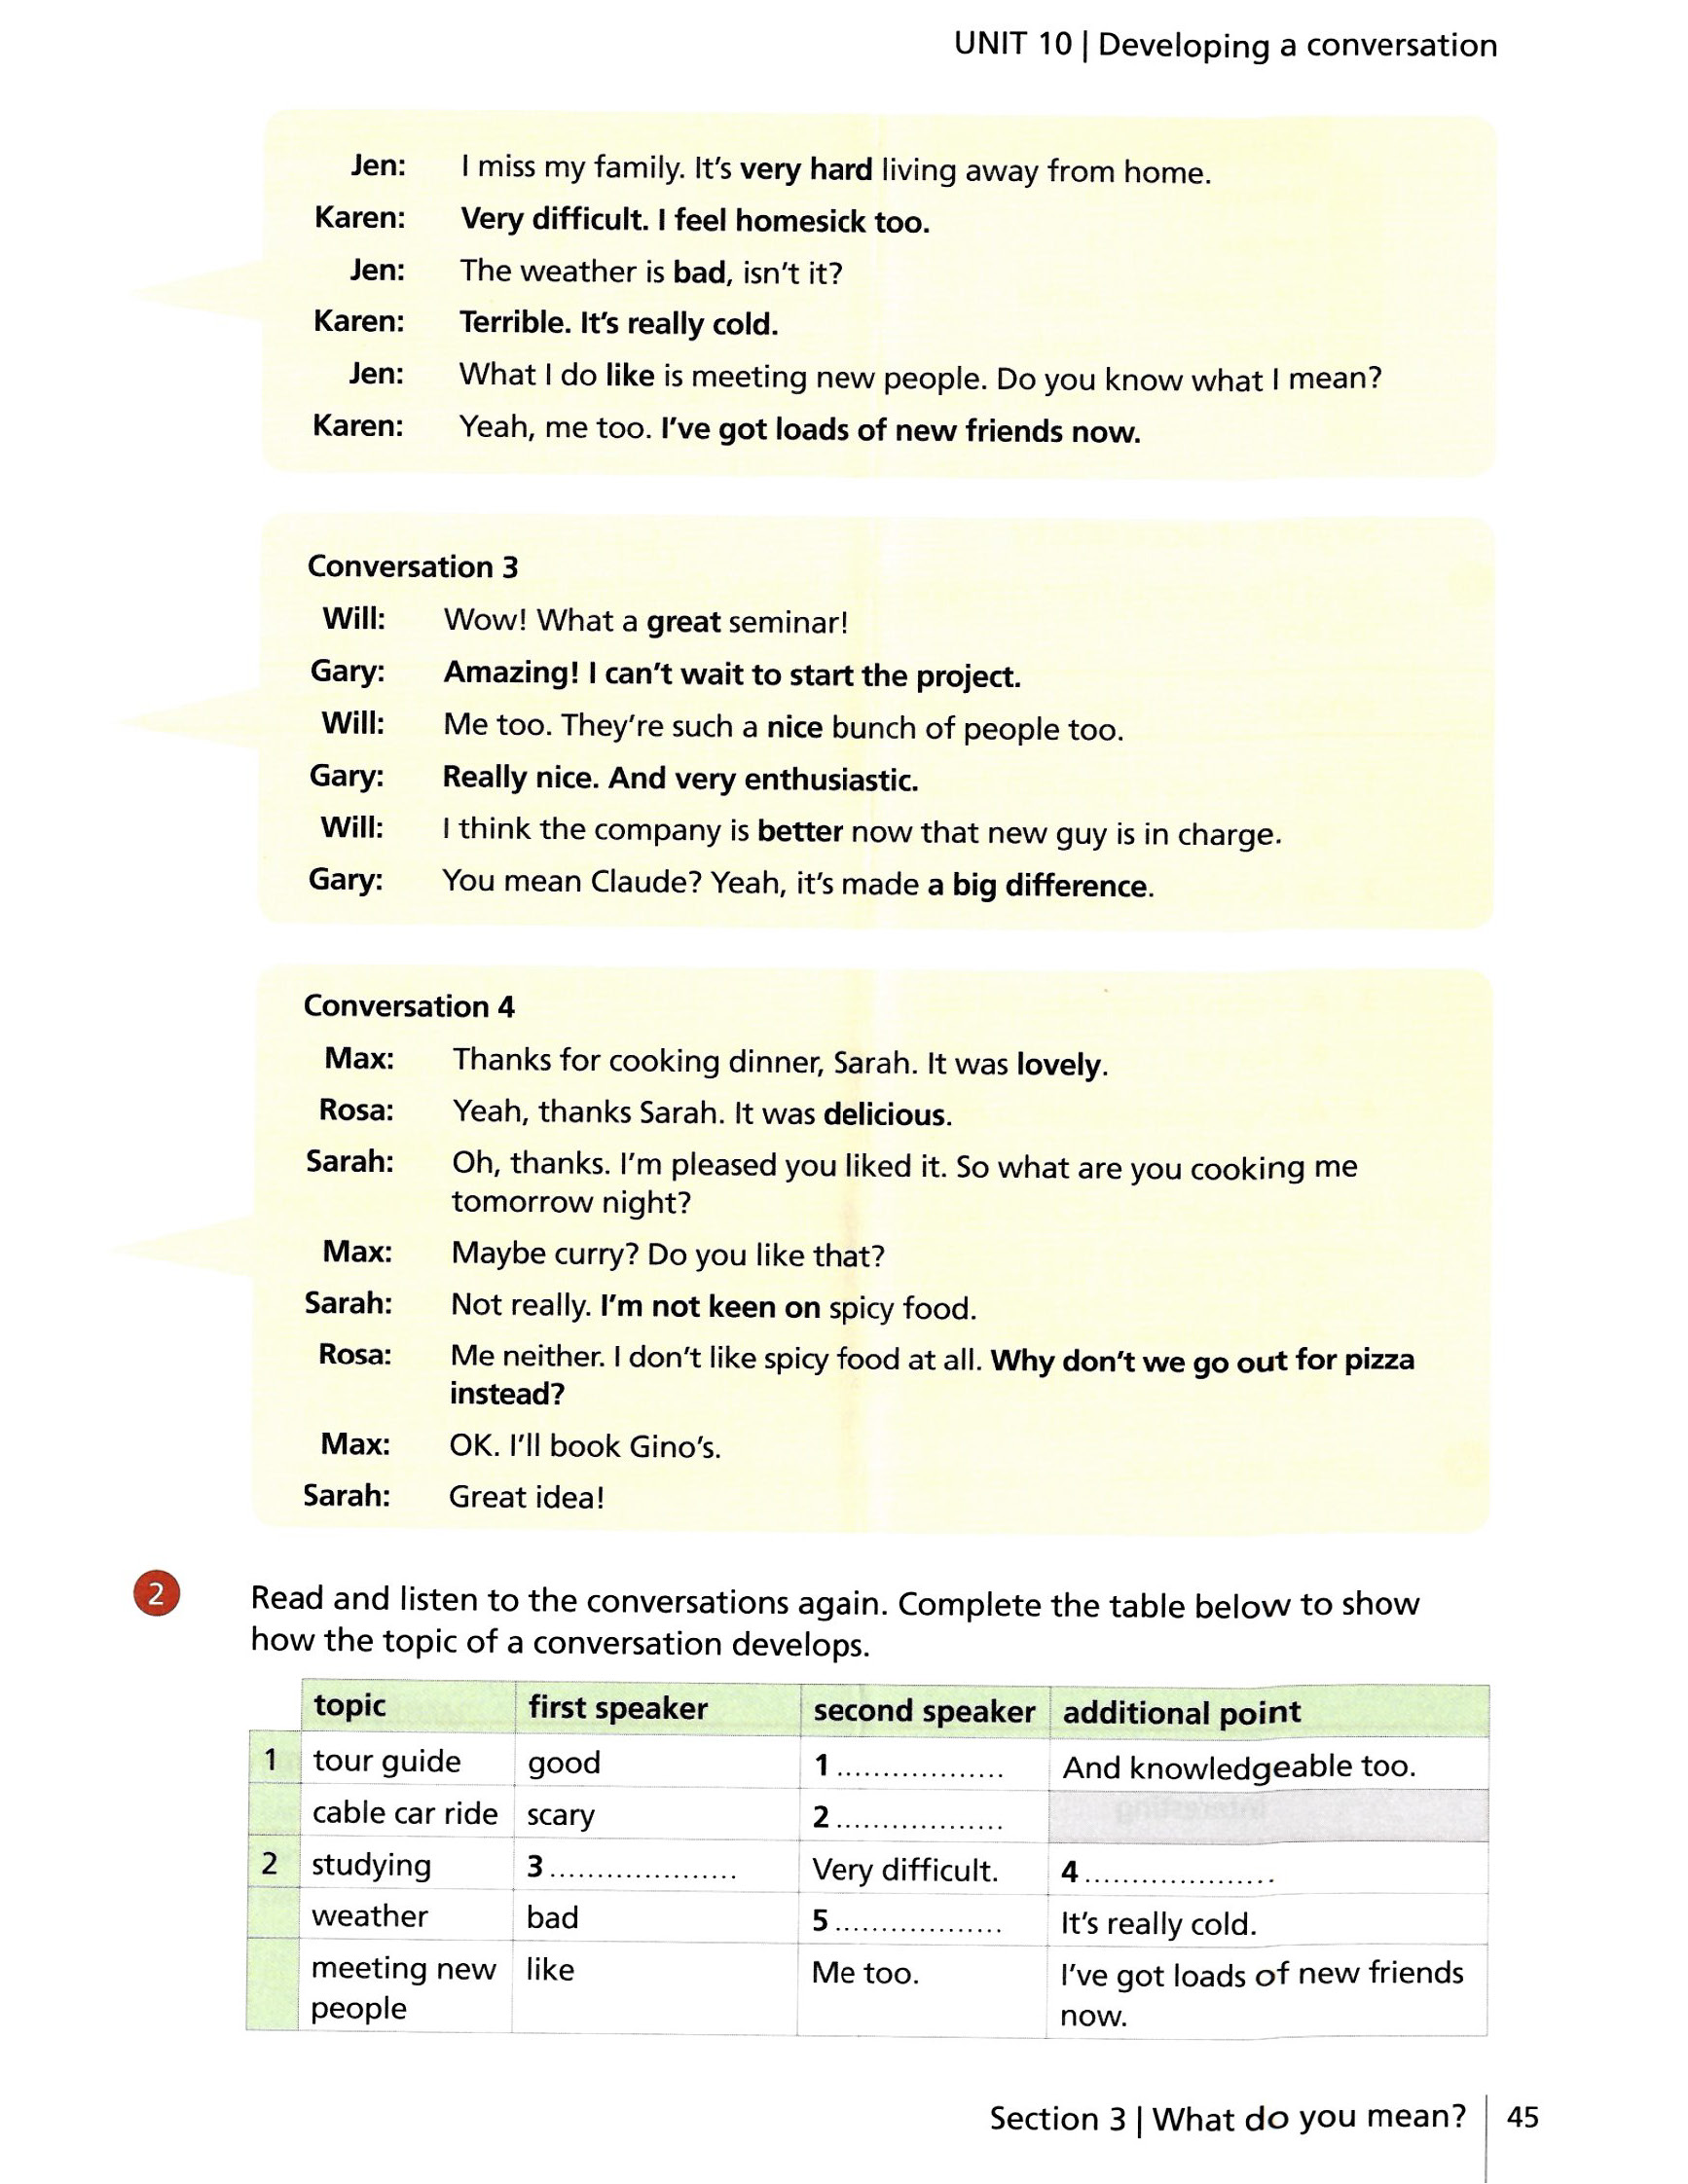 UNIT 10 | Developing a conversation
Jen: I miss my family. It's very hard living away from home.
Karen: Very difficult. I feel homesick too.
Jen: The weather is bad, isn't it?
Karen: Terrible. It's really cold.
Jen: What I do like is meeting new people. Do you know what I mean?
Karen: Yeah, me too. I've got loads of new friends now.
Conversation 3
Will: Wow! What a great seminar!
Gary: Amazing! I can't wait to start the project.
Will: Me too. They're such a nice bunch of people too.
Gary: Really nice. And very enthusiastic.
Will: I think the company is better now that new guy is in charge.
Gary: You mean Claude? Yeah, it's made a big difference.
Conversation 4
Max: Thanks for cooking dinner, Sarah. It was lovely.
Rosa: Yeah, thanks Sarah. It was delicious.
Sarah: Oh, thanks. I'm pleased you liked it. So what are you cooking me
tomorrow night?
Max: Maybe curry? Do you like that?
Sarah: Not really. I'm not keen on spicy food.
Rosa: Me neither. I don't like spicy food at all. Why don't we go out for pizza
instead?
Max: OK. I'll book Gino's.
Sarah: Great idea!
2 Read and listen to the conversations again. Complete the table below to show
how the topic of a conversation develops.
topic first speaker second speaker additional point
1 tour guide good 1 .................. And knowledgeable too.
cable car ride scary 2 ..................
2 studying 3 .................... Very difficult. 4 ....................
weather bad 5 .................. It's really cold.
meeting new like Me too. I've got loads of new friends
people now.
Section 3 | What do you mean? 45